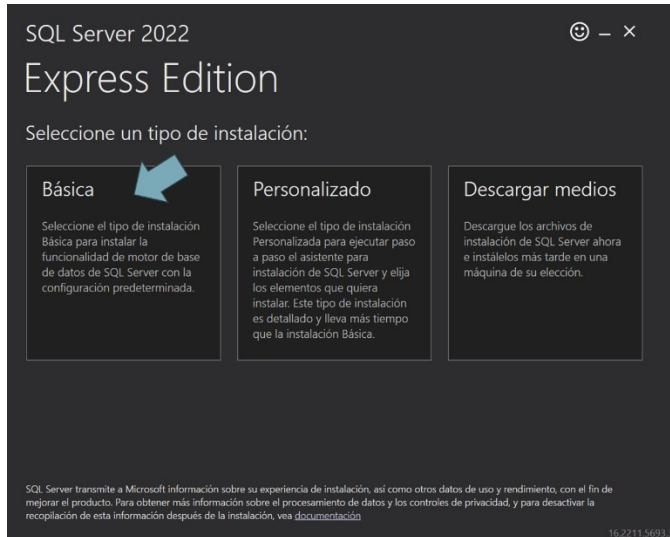 SQL Server 2022
Express Edition
Seleccione un tipo de instalación:
Básica
Seleccione el tipo de instalación
Básica para instalar la
funcionalidad de motor de base
de datos de SQL Server con la
configuración predeterminada.
Personalizado
Seleccione el tipo de instalación
Personalizada para ejecutar paso
a paso el asistente para
instalación de SQL Server y elija
los elementos que quiera
instalar. Este tipo de instalación
es detallado y lleva más tiempo
que la instalación Básica.
Descargar medios
Descargue los archivos de
instalación de SQL Server ahora
e instálelos más tarde en una
máquina de su elección.
SQL Server transmite a Microsoft información sobre su experiencia de instalación, así como otros datos de uso y rendimiento, con el fin de
mejorar el producto. Para obtener más información sobre el procesamiento de datos y los controles de privacidad, y para desactivar la
recopilación de esta información después de la instalación, vea documentación
16.2211.5693